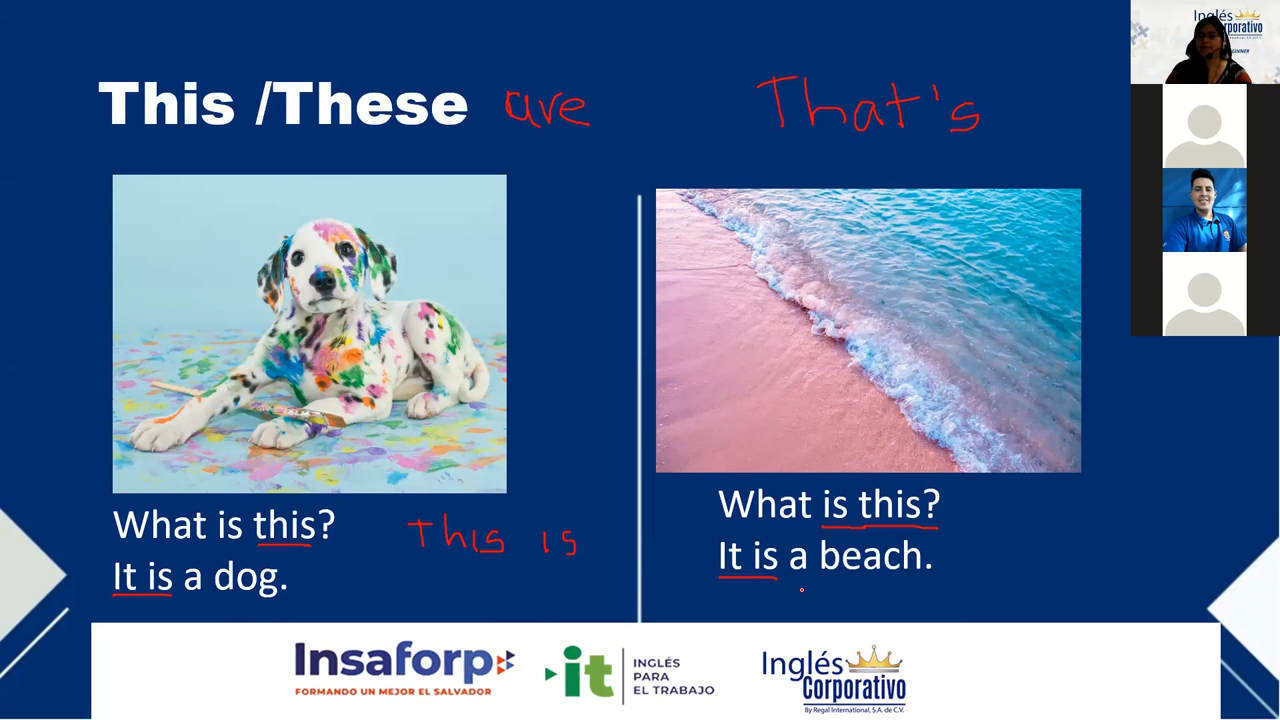 This /These are
That's
What is this?
It is a dog.
This is
What is this?
It is a beach.
Insaforp
FORMANDO UN MEJOR EL SALVADOR
it
INGLÉS
PARA
EL TRABAJO
Inglés
Corporativo
By Regal International, S.A. de C.V.
Inglés